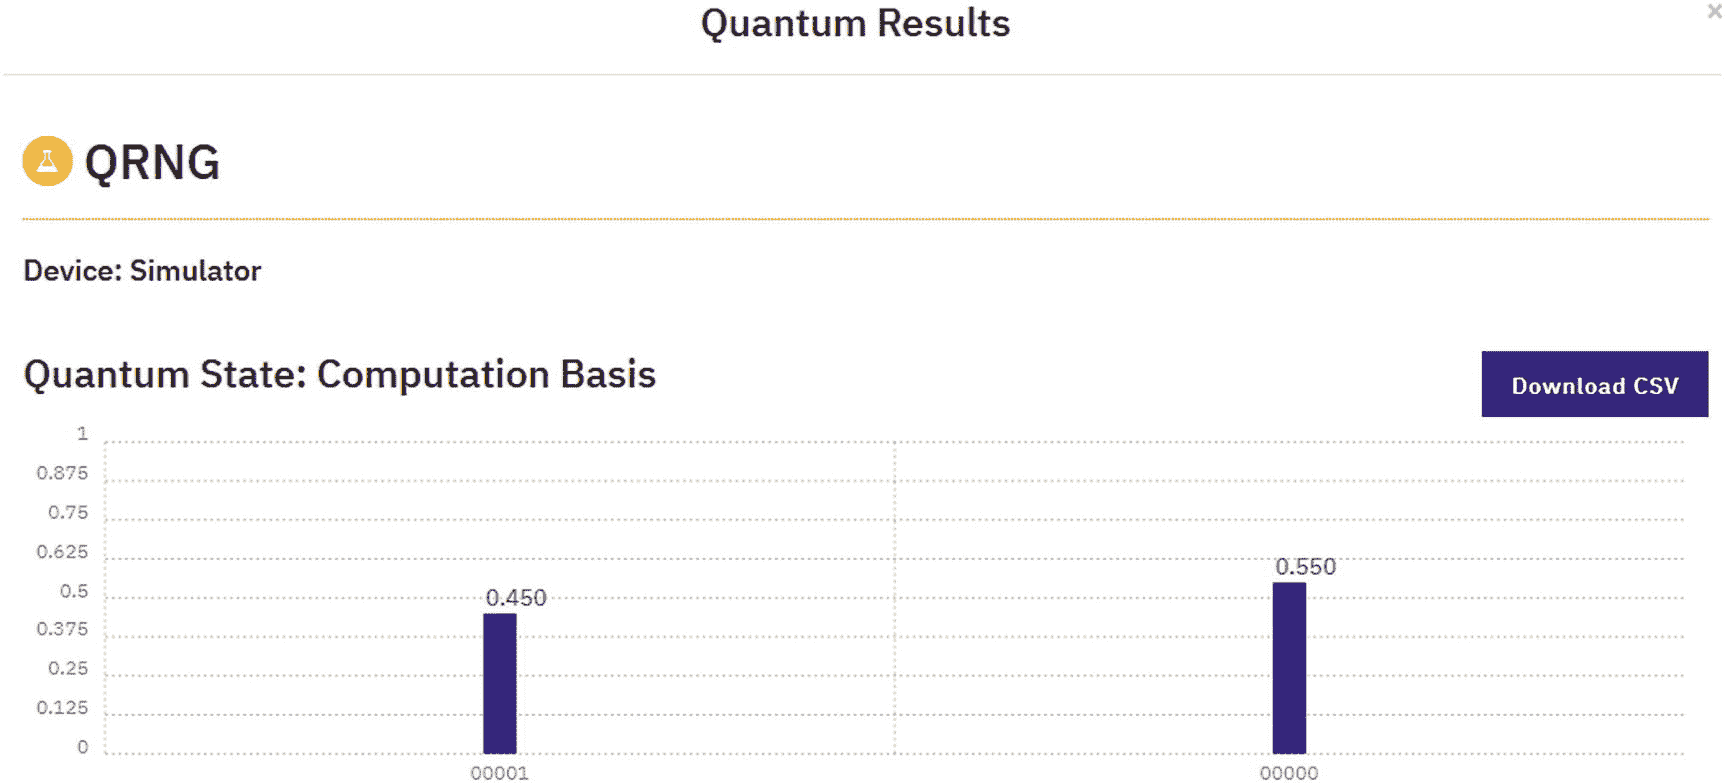 Quantum Results
×
QRNG
Device: Simulator
Quantum State: Computation Basis
Download CSV
1
0.875
0.75
0.625
0.5
0.375
0.25
0.125
0
0.450
0.550
00001
00000